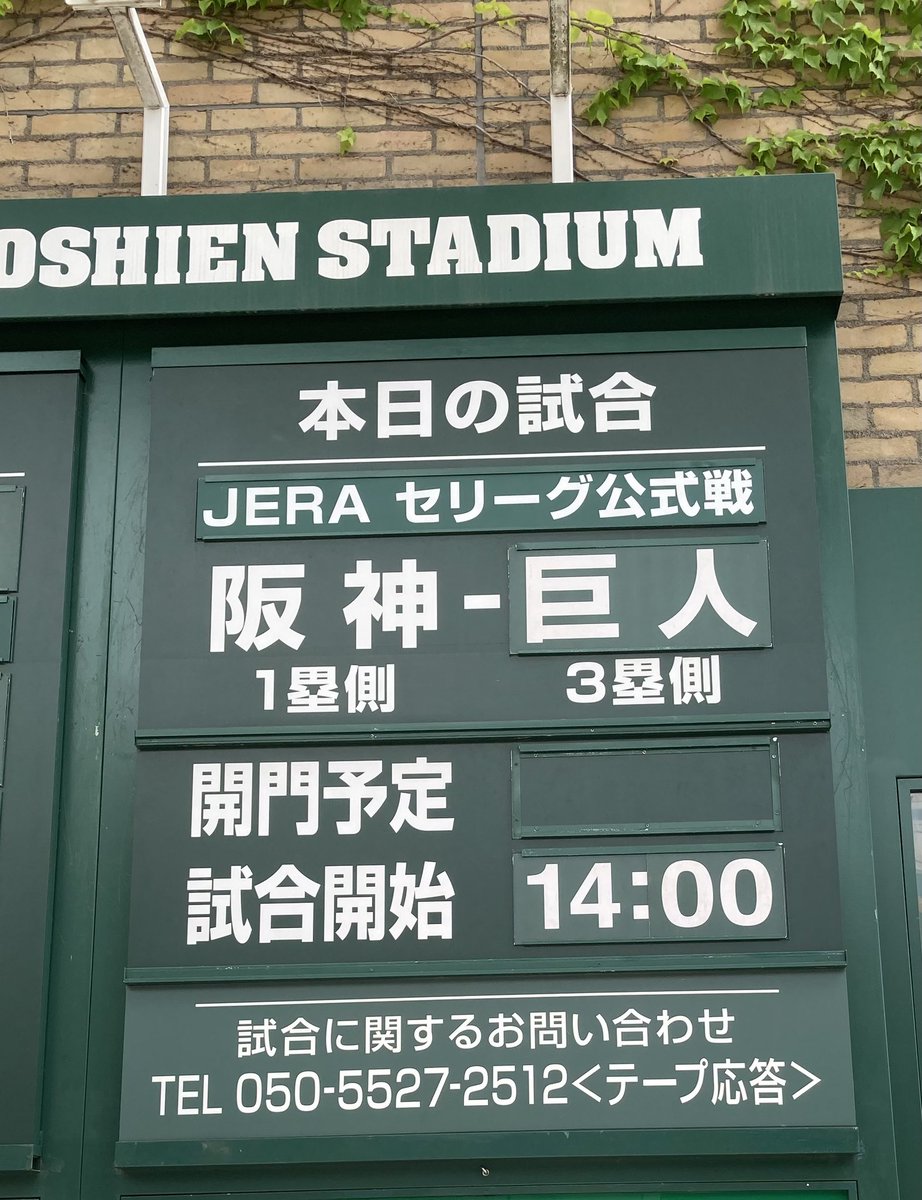 OSHIEN STADIUM
本日の試合
JERA セリーグ公式戦
阪神-巨人
1塁側 3塁側
開門予定
試合開始 14:00
試合に関するお問い合わせ
TEL 050-5527-2512<テープ応答>